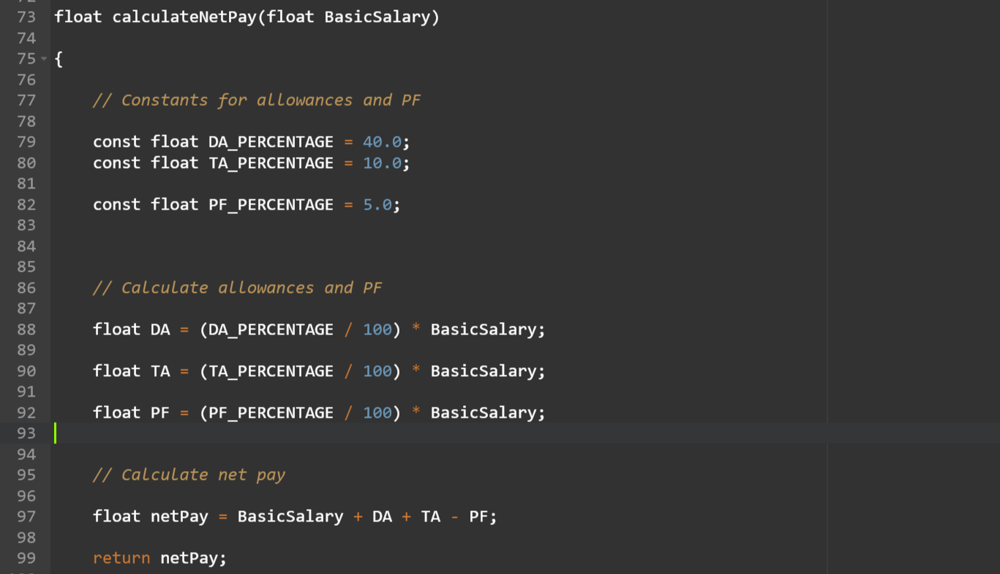 73 float calculateNetPay(float BasicSalary)
74
75 {
76
77 // Constants for allowances and PF
78
79 const float DA_PERCENTAGE = 40.0;
80 const float TA_PERCENTAGE = 10.0;
81
82 const float PF_PERCENTAGE = 5.0;
83
84
85
86 // Calculate allowances and PF
87
88 float DA = (DA_PERCENTAGE / 100) * BasicSalary;
89
90 float TA = (TA_PERCENTAGE / 100) * BasicSalary;
91
92 float PF = (PF_PERCENTAGE / 100) * BasicSalary;
93
94
95 // Calculate net pay
96
97 float netPay = BasicSalary + DA + TA - PF;
98
99 return netPay;